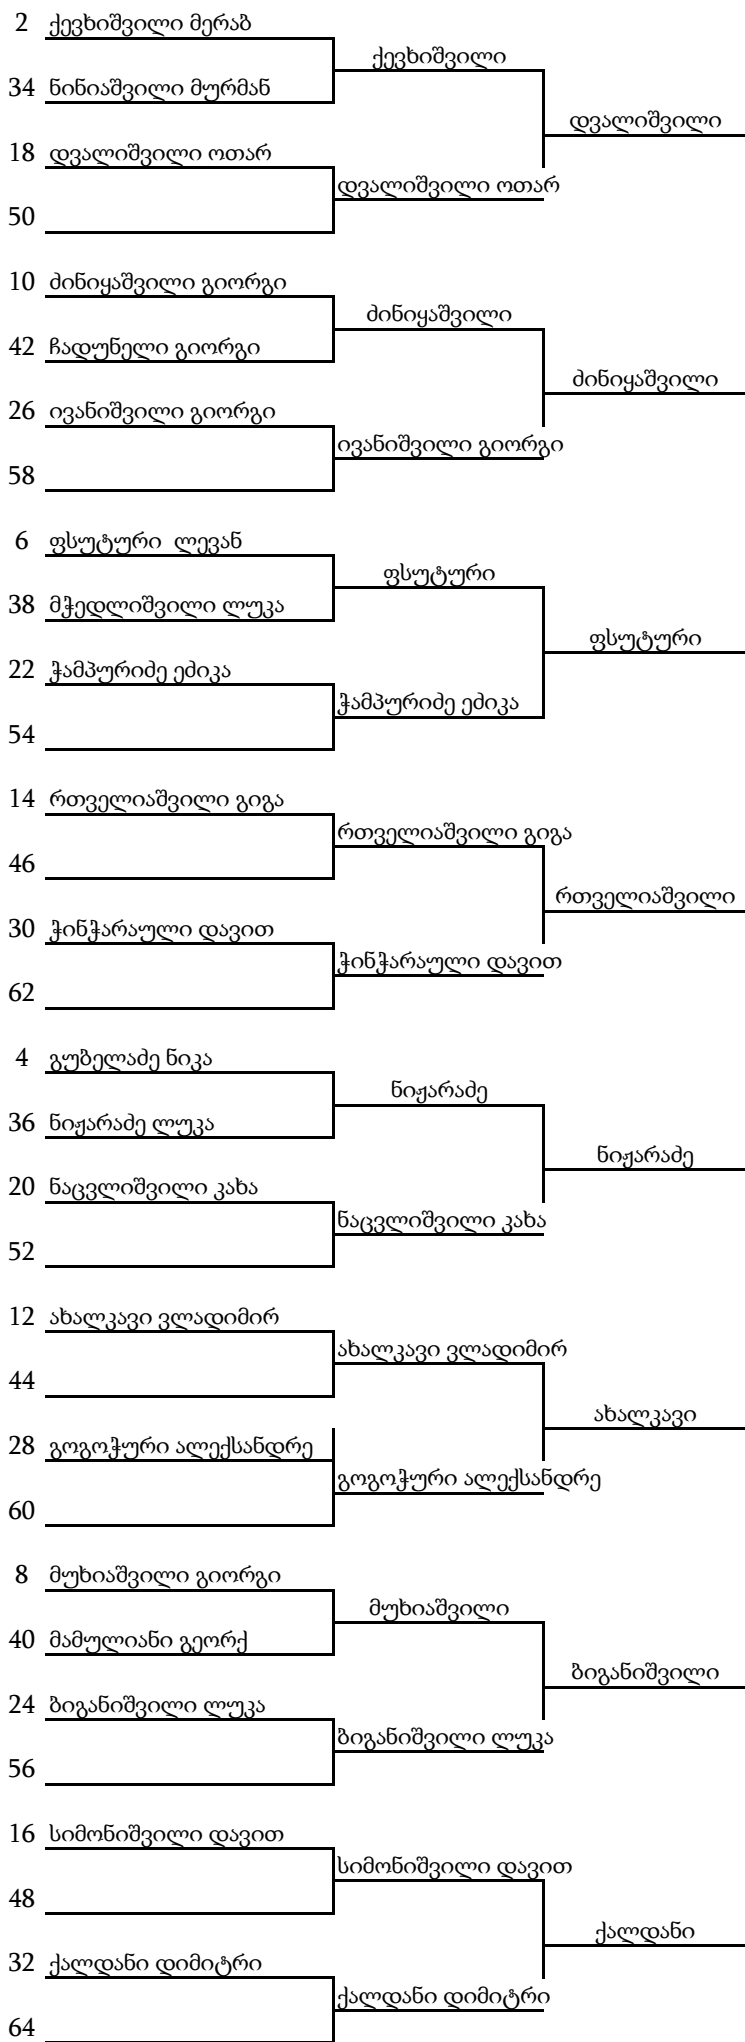 2 ქევხიშვილი მერაბ
ქევხიშვილი
34 ნინიაშვილი მურმან
დვალიშვილი
18 დვალიშვილი ოთარ
დვალიშვილი ოთარ
50
10 ძინიყაშვილი გიორგი
ძინიყაშვილი
42 ჩადუნელი გიორგი
ძინიყაშვილი
26 ივანიშვილი გიორგი
ივანიშვილი გიორგი
58
6 ფსუტური ლევან
ფსუტური
38 მჭედლიშვილი ლუკა
ფსუტური
22 ჭამპურიძე ეძიკა
ჭამპურიძე ეძიკა
54
14 რთველიაშვილი გიგა
რთველიაშვილი გიგა
46
რთველიაშვილი
30 ჭინჭარაული დავით
ჭინჭარაული დავით
62
4 გუბელაძე ნიკა
ნიჟარაძე
36 ნიჟარაძე ლუკა
ნიჟარაძე
20 ნაცვლიშვილი კახა
ნაცვლიშვილი კახა
52
12 ახალკავი ვლადიმირ
ახალკავი ვლადიმირ
44
ახალკავი
28 გოგოჭური ალექსანდრე
გოგოჭური ალექსანდრე
60
8 მუხიაშვილი გიორგი
მუხიაშვილი
40 მამულიანი გეორქ
ბიგანიშვილი
24 ბიგანიშვილი ლუკა
ბიგანიშვილი ლუკა
56
16 სიმონიშვილი დავით
სიმონიშვილი დავით
48
ქალდანი
32 ქალდანი დიმიტრი
ქალდანი დიმიტრი
64